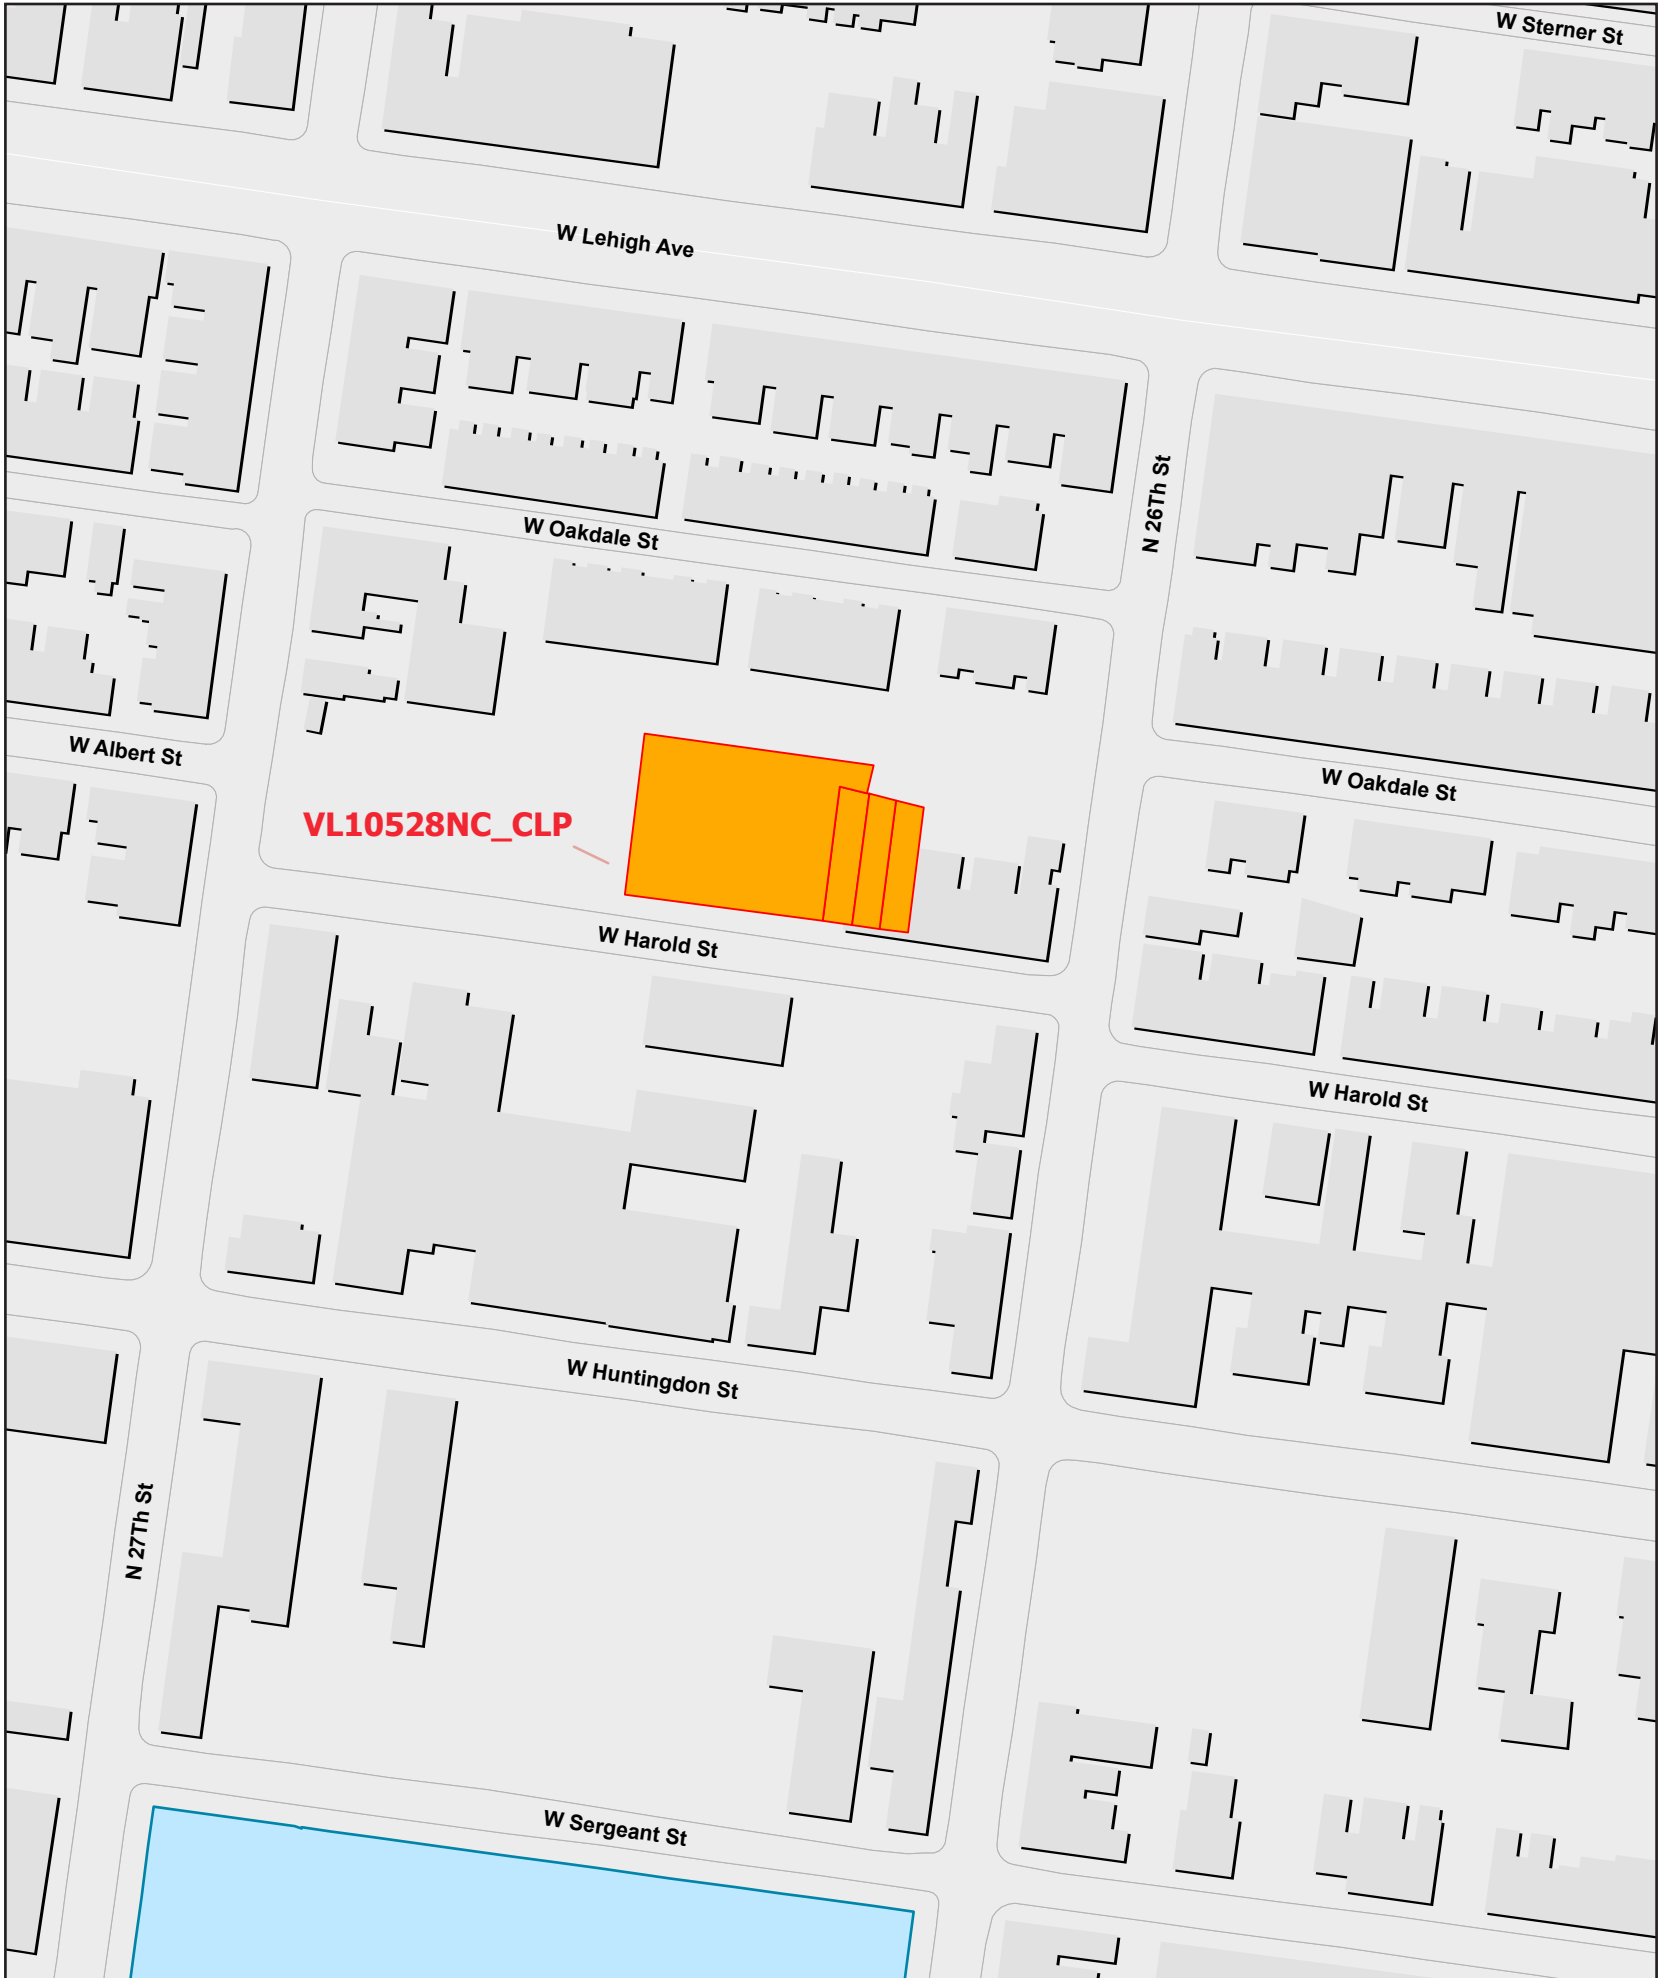 W Sterner St
W Lehigh Ave
N 26Th St
W Oakdale St
W Albert St
W Oakdale St
VL10528NC_CLP
W Harold St
W Harold St
W Huntingdon St
N 27Th St
W Sergeant St